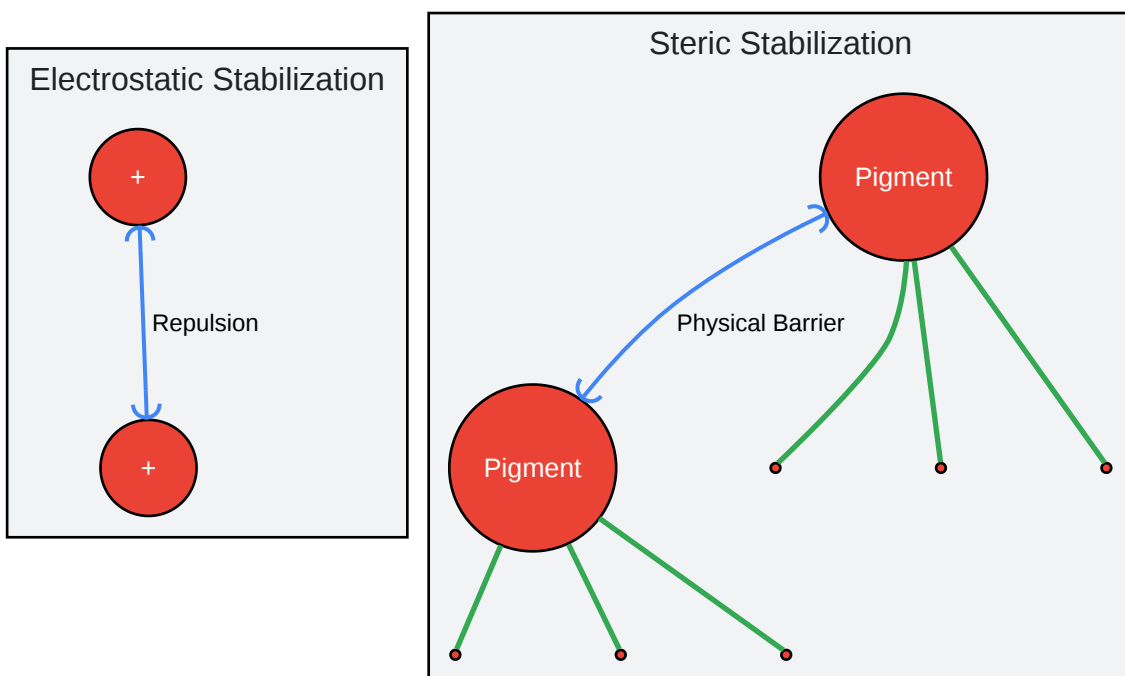 Electrostatic Stabilization
+
Repulsion
+
Steric Stabilization
Pigment
Physical Barrier
Pigment